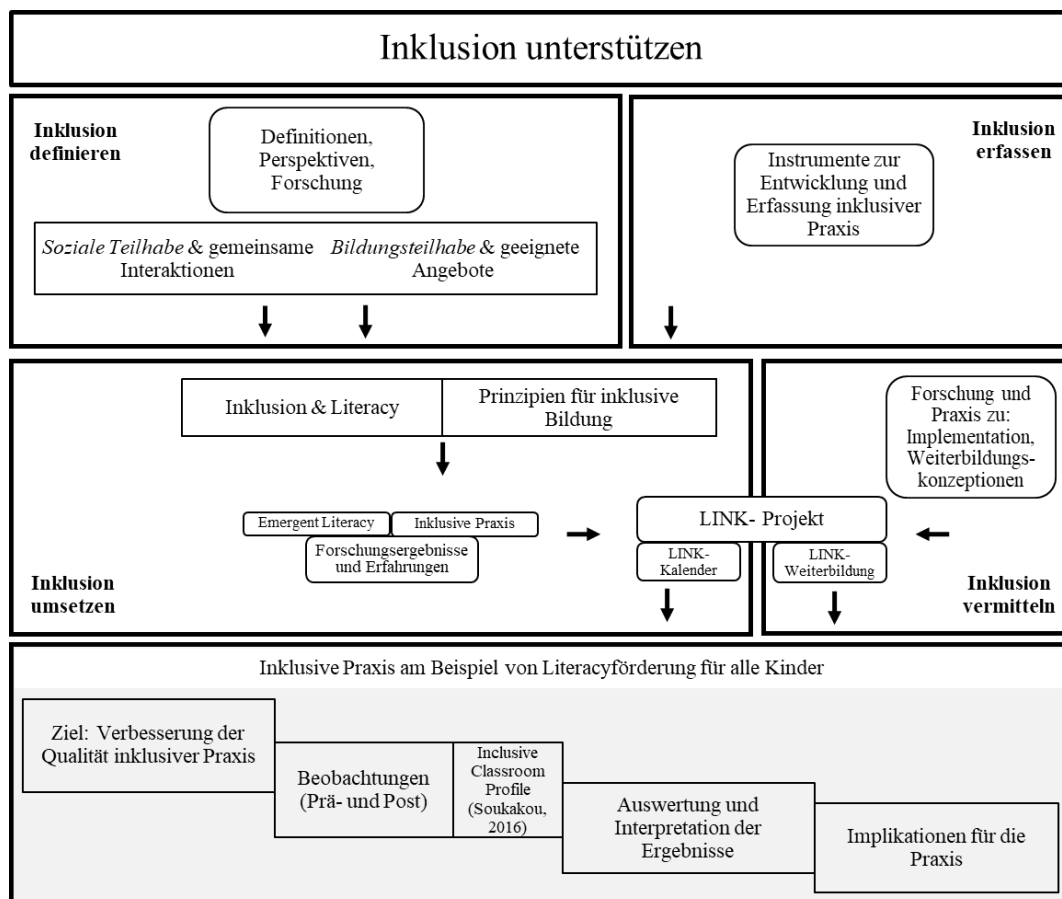 Inklusion unterstützen
Inklusion
definieren
Definitionen,
Perspektiven,
Forschung
Soziale Teilhabe & gemeinsame
Interaktionen
Bildungsteilhabe & geeignete
Angebote
Inklusion
erfassen
Instrumente zur
Entwicklung und
Erfassung inklusiver
Praxis
Inklusion & Literacy
Prinzipien für inklusive
Bildung
Emergent Literacy
Inklusive Praxis
Forschungsergebnisse
und Erfahrungen
Inklusion
umsetzen
LINK- Projekt
LINK-
Kalender
LINK-
Weiterbildung
Forschung und
Praxis zu:
Implementation,
Weiterbildungs-
konzeptionen
Inklusion
vermitteln
Inklusive Praxis am Beispiel von Literacyförderung für alle Kinder
Ziel: Verbesserung der
Qualität inklusiver Praxis
Beobachtungen
(Prä- und Post)
Inclusive
Classroom
Profile
(Soukakou,
2016)
Auswertung und
Interpretation der
Ergebnisse
Implikationen für die
Praxis